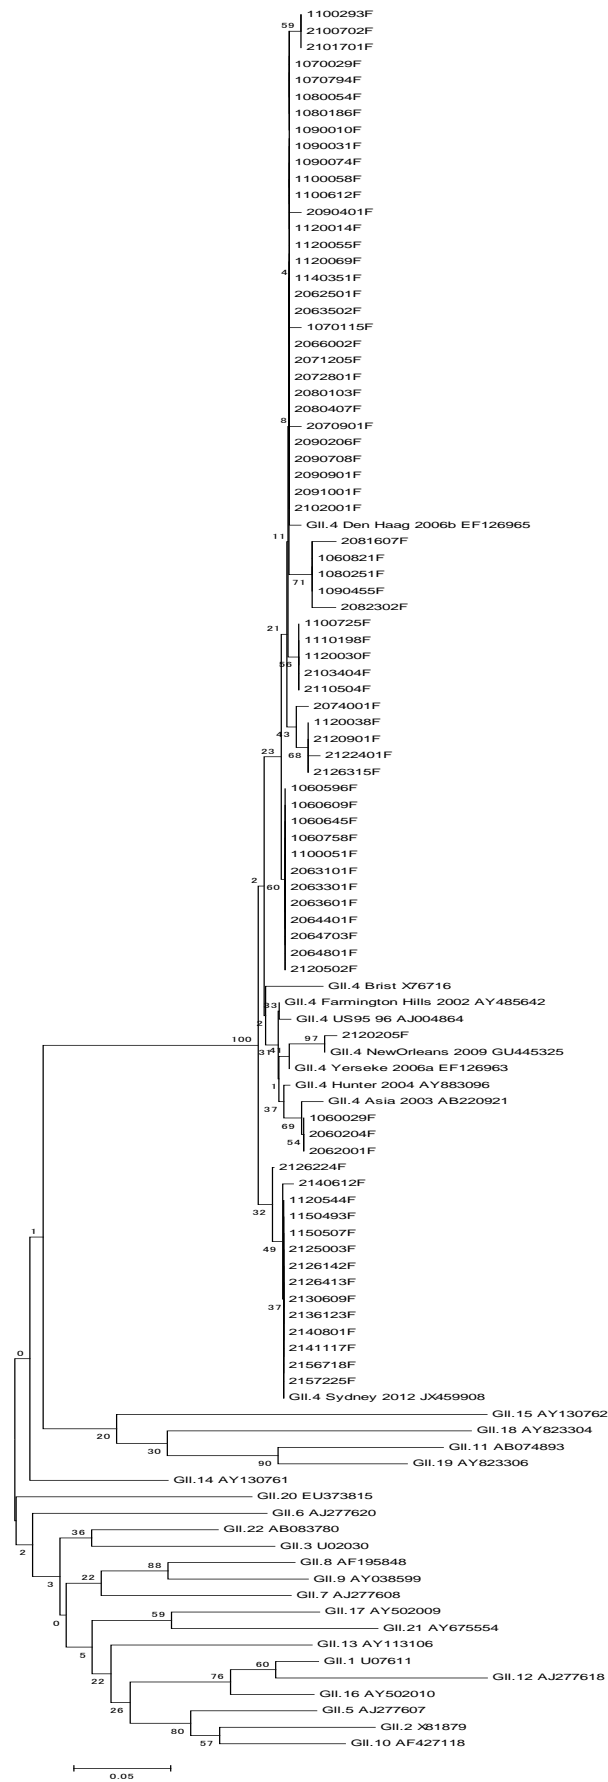 1100293F
59
2100702F
2101701F
1070029F
1070794F
1080054F
1080186F
1090010F
1090031F
1090074F
1100058F
1100612F
2090401F
1120014F
1120055F
1120069F
4
1140351F
2062501F
2063502F
1070115F
2066002F
2071205F
2072801F
2080103F
2080407F
8
2070901F
2090206F
2090708F
2090901F
2091001F
2102001F
GII.4 Den Haag 2006b EF126965
11
2081607F
1060821F
1080251F
71
1090455F
2082302F
1100725F
21
1110198F
1120030F
56
2103404F
2110504F
2074001F
1120038F
43
2120901F
23
68
2122401F
2126315F
1060596F
1060609F
1060645F
1060758F
1100051F
2063101F
2
60
2063301F
2063601F
2064401F
2064703F
2064801F
2120502F
GII.4 Brist X76716
33
GII.4 Farmington Hills 2002 AY485642
2
GII.4 US95 96 AJ004864
100
97
2120205F
31
41
GII.4 NewOrleans 2009 GU445325
GII.4 Yerseke 2006a EF126963
1
GII.4 Hunter 2004 AY883096
37
GII.4 Asia 2003 AB220921
69
1060029F
54
2060204F
2062001F
2126224F
2140612F
32
1120544F
1150493F
1
1150507F
49
2125003F
2126142F
2126413F
37
2130609F
2136123F
2140801F
0
2141117F
2156718F
2157225F
GII.4 Sydney 2012 JX459908
GII.15 AY130762
20
GII.18 AY823304
30
GII.11 AB074893
90
GII.19 AY823306
GII.14 AY130761
GII.20 EU373815
GII.6 AJ277620
36
GII.22 AB083780
2
GII.3 U02030
88
GII.8 AF195848
3
22
GII.9 AY038599
GII.7 AJ277608
0
59
GII.17 AY502009
GII.21 AY675554
5
GII.13 AY113106
22
60
GII.1 U07611
76
GII.12 AJ277618
26
GII.16 AY502010
GII.5 AJ277607
80
GII.2 X81879
57
GII.10 AF427118
0.05